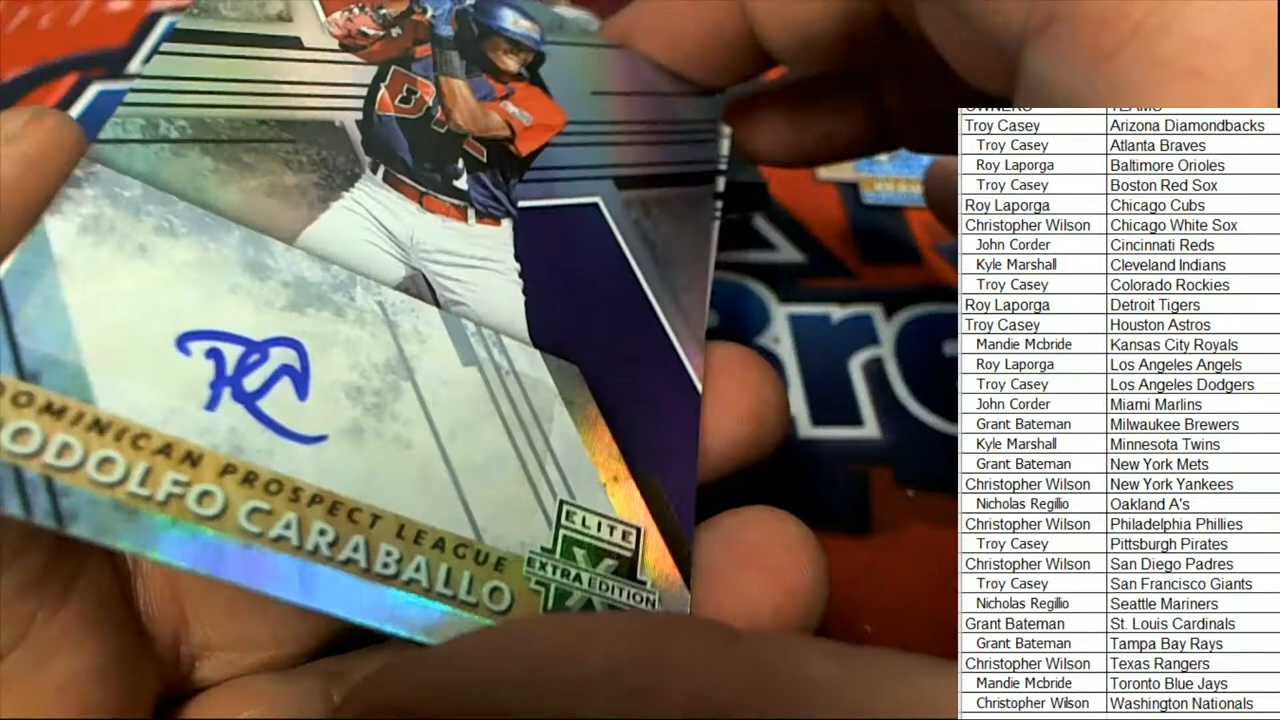 DOMINICAN PROSPECT LEAGUE
ODOLFO CARABALLO
ELITE
EXTRA EDITION
Troy Casey Arizona Diamondbacks
Troy Casey Atlanta Braves
Roy Laporga Baltimore Orioles
Troy Casey Boston Red Sox
Roy Laporga Chicago Cubs
Christopher Wilson Chicago White Sox
John Corder Cincinnati Reds
Kyle Marshall Cleveland Indians
Troy Casey Colorado Rockies
Roy Laporga Detroit Tigers
Troy Casey Houston Astros
Mandie Mcbride Kansas City Royals
Roy Laporga Los Angeles Angels
Troy Casey Los Angeles Dodgers
John Corder Miami Marlins
Grant Bateman Milwaukee Brewers
Kyle Marshall Minnesota Twins
Grant Bateman New York Mets
Christopher Wilson New York Yankees
Nicholas Regillio Oakland A's
Christopher Wilson Philadelphia Phillies
Troy Casey Pittsburgh Pirates
Christopher Wilson San Diego Padres
Troy Casey San Francisco Giants
Nicholas Regillio Seattle Mariners
Grant Bateman St. Louis Cardinals
Grant Bateman Tampa Bay Rays
Christopher Wilson Texas Rangers
Mandie Mcbride Toronto Blue Jays
Christopher Wilson Washington Nationals